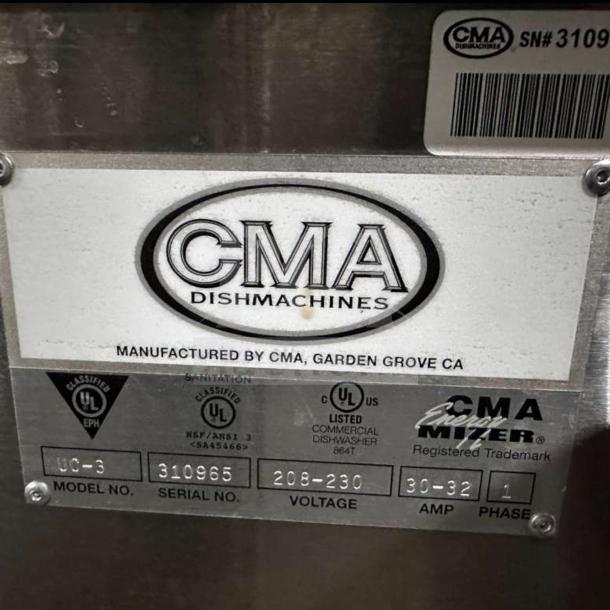 CMA DISHMACHINES SN# 3109
CMA
DISHMACHINES
MANUFACTURED BY CMA, GARDEN GROVE CA
CLASSIFIED
UL
EPH
SANITATION
CLASSIFIED
UL
NSF/ANSI 3
<SA45466>
C UL US
LISTED
COMMERCIAL
DISHWASHER
864T
CMA
Energy
MIZER®
Registered Trademark
UC-3 310965 208-230 30-32 1
MODEL NO. SERIAL NO. VOLTAGE AMP PHASE